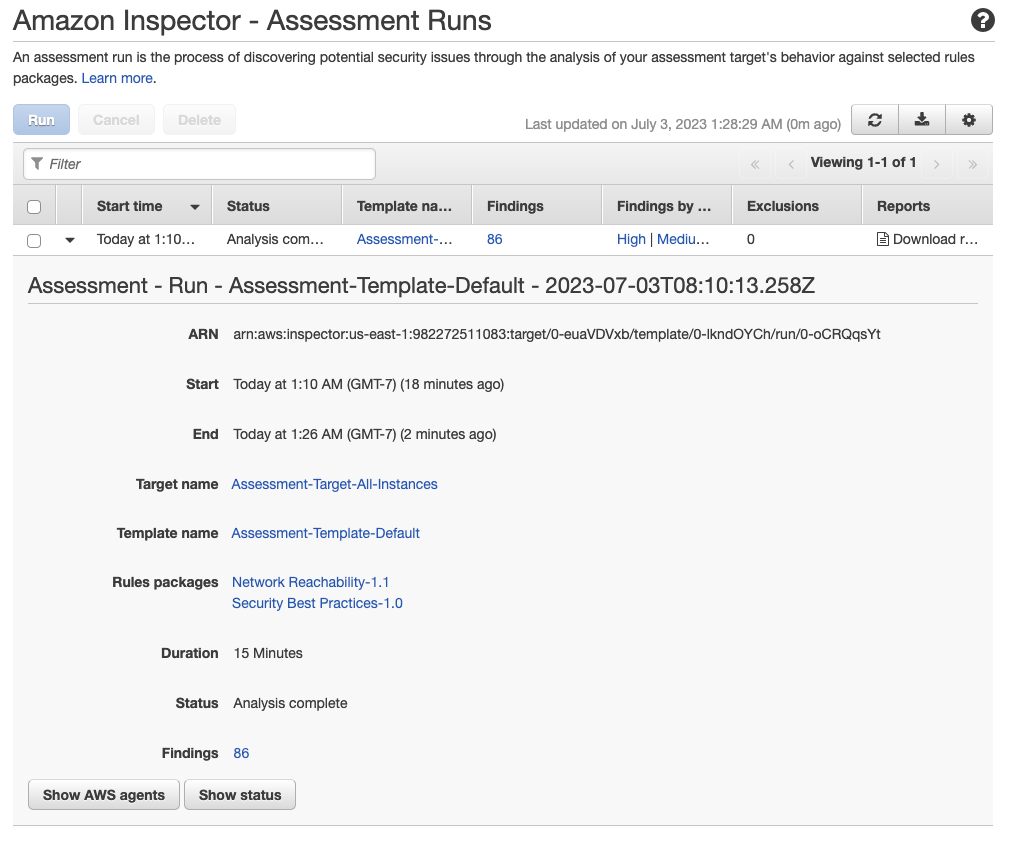 Amazon Inspector - Assessment Runs
?
An assessment run is the process of discovering potential security issues through the analysis of your assessment target's behavior against selected rules
packages. Learn more.
Run Cancel Delete Last updated on July 3, 2023 1:28:29 AM (0m ago)
Filter « ‹ Viewing 1-1 of 1 › »
Start time Status Template na... Findings Findings by ... Exclusions Reports
Today at 1:10... Analysis com... Assessment-... 86 High | Mediu... 0 Download r...
Assessment - Run - Assessment-Template-Default - 2023-07-03T08:10:13.258Z
ARN arn:aws:inspector:us-east-1:982272511083:target/0-euaVDVxb/template/0-lkndOYCh/run/0-oCRQqsYt
Start Today at 1:10 AM (GMT-7) (18 minutes ago)
End Today at 1:26 AM (GMT-7) (2 minutes ago)
Target name Assessment-Target-All-Instances
Template name Assessment-Template-Default
Rules packages Network Reachability-1.1
Security Best Practices-1.0
Duration 15 Minutes
Status Analysis complete
Findings 86
Show AWS agents Show status